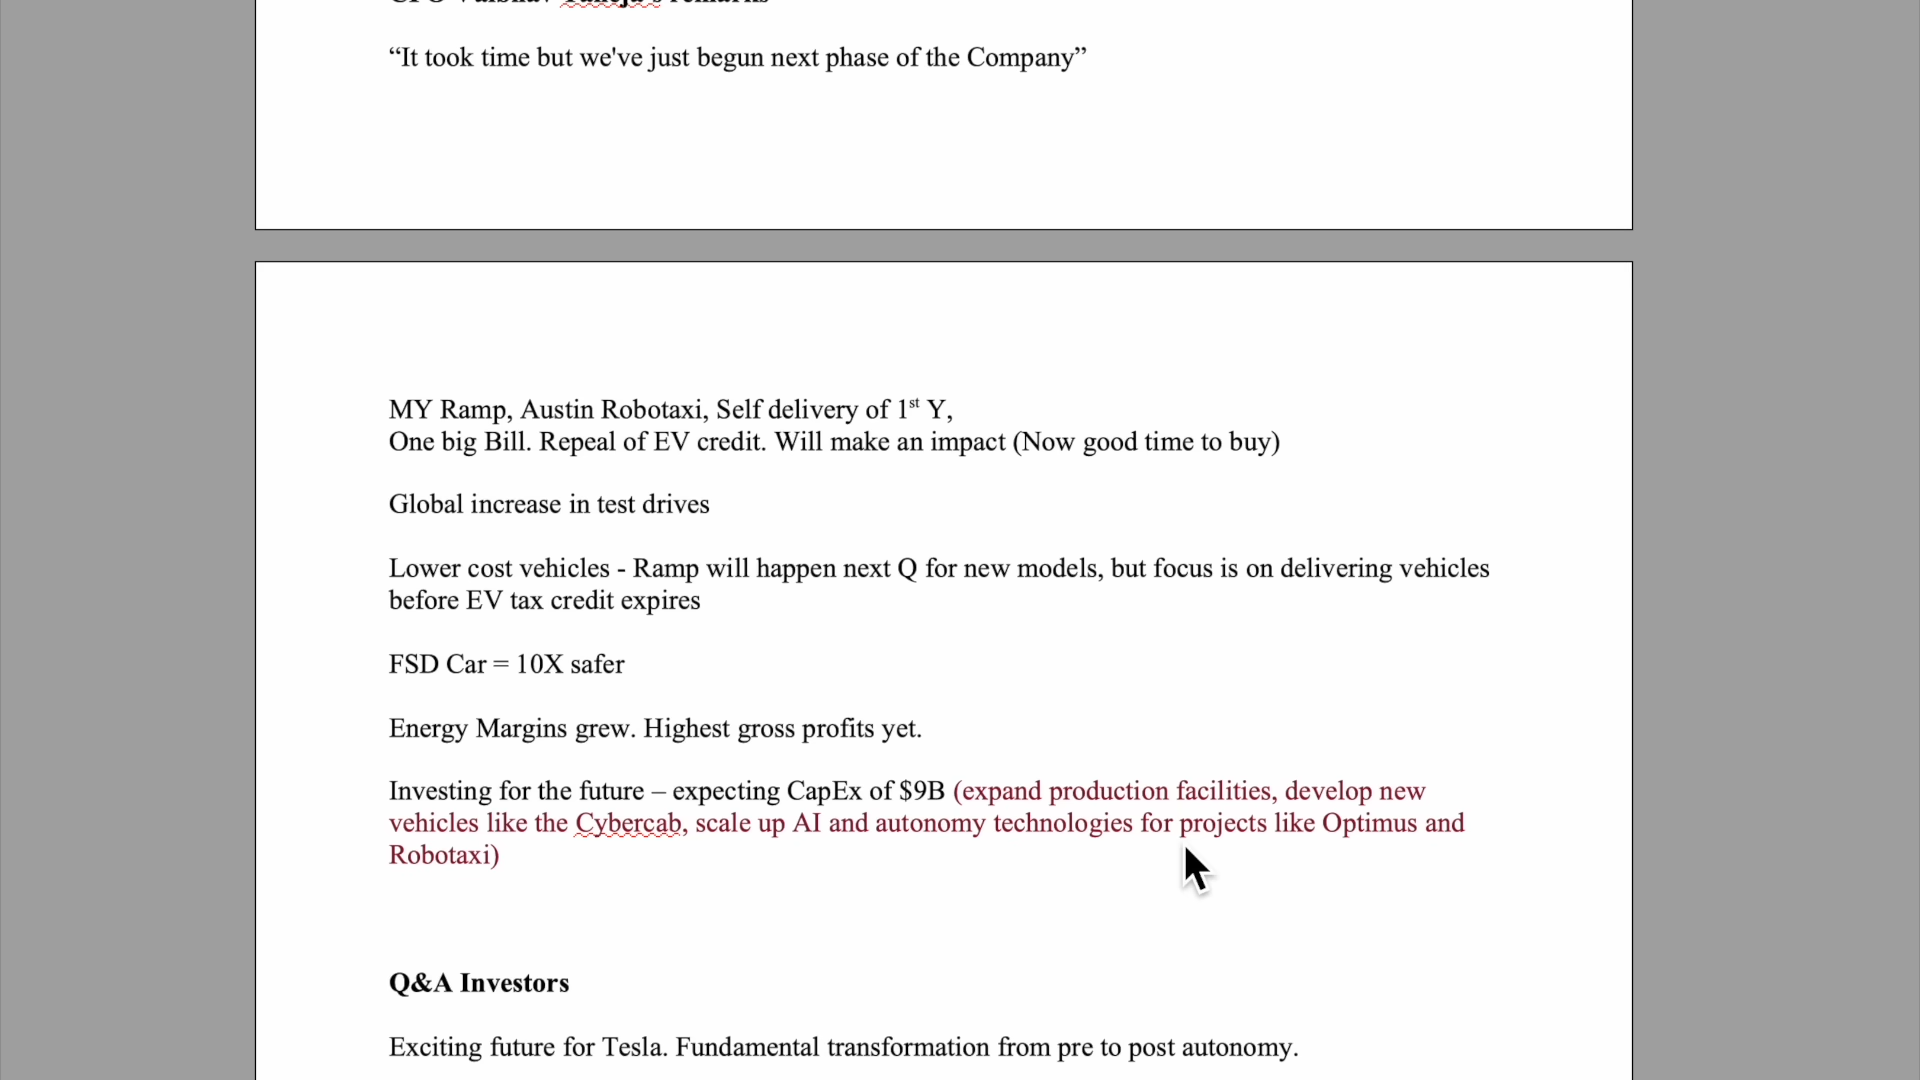 CFO Vaibhav Taneja's remarks
“It took time but we've just begun next phase of the Company”
MY Ramp, Austin Robotaxi, Self delivery of 1st Y,
One big Bill. Repeal of EV credit. Will make an impact (Now good time to buy)
Global increase in test drives
Lower cost vehicles - Ramp will happen next Q for new models, but focus is on delivering vehicles
before EV tax credit expires
FSD Car = 10X safer
Energy Margins grew. Highest gross profits yet.
Investing for the future – expecting CapEx of $9B (expand production facilities, develop new
vehicles like the Cybercab, scale up AI and autonomy technologies for projects like Optimus and
Robotaxi)
Q&A Investors
Exciting future for Tesla. Fundamental transformation from pre to post autonomy.